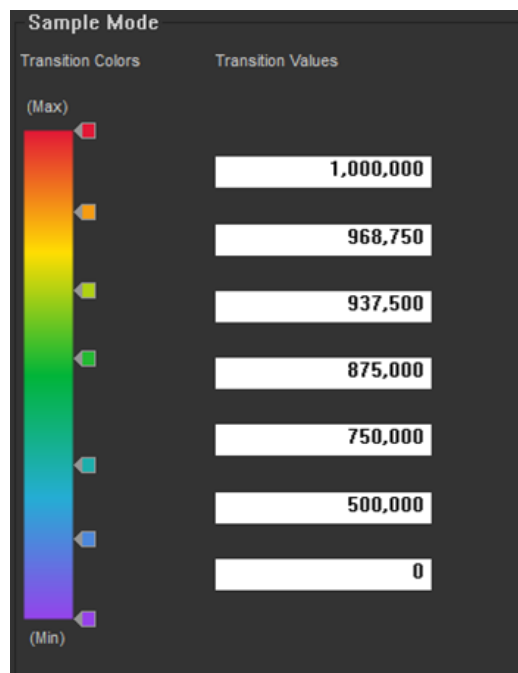 Sample Mode
Transition Colors Transition Values
(Max)
1,000,000
968,750
937,500
875,000
750,000
500,000
0
(Min)